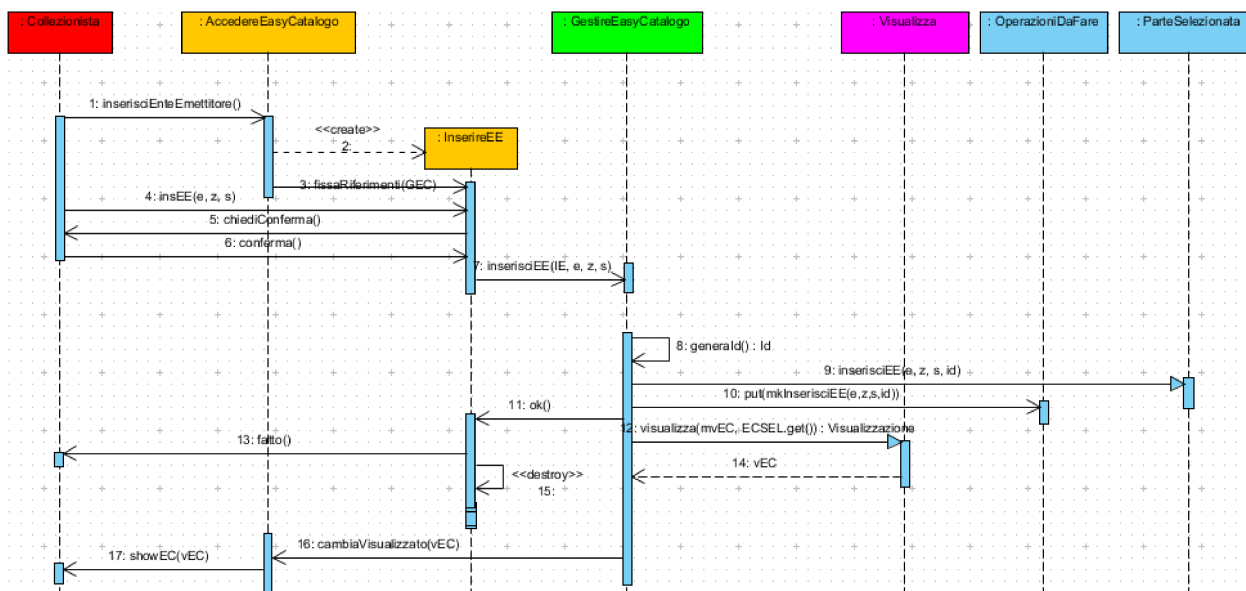 : Collezionista
: AccedereEasyCatalogo
: GestireEasyCatalogo
: Visualizza
: OperazioniDaFare
: ParteSelezionata
1: inserisciEnteEmettitore()
<<create>>
2:
: InserireEE
3: fissaRiferimenti(GEC)
4: insEE(e, z, s)
5: chiediConferma()
6: conferma()
7: inserisciEE(IE, e, z, s)
8: generaId() : Id
9: inserisciEE(e, z, s, id)
10: put(mkInserisciEE(e,z,s,id))
11: ok()
12: visualizza(mvEC, ECSEL.get()) : Visualizzazione
13: fatto()
14: vEC
<<destroy>>
15:
16: cambiaVisualizzato(vEC)
17: showEC(vEC)